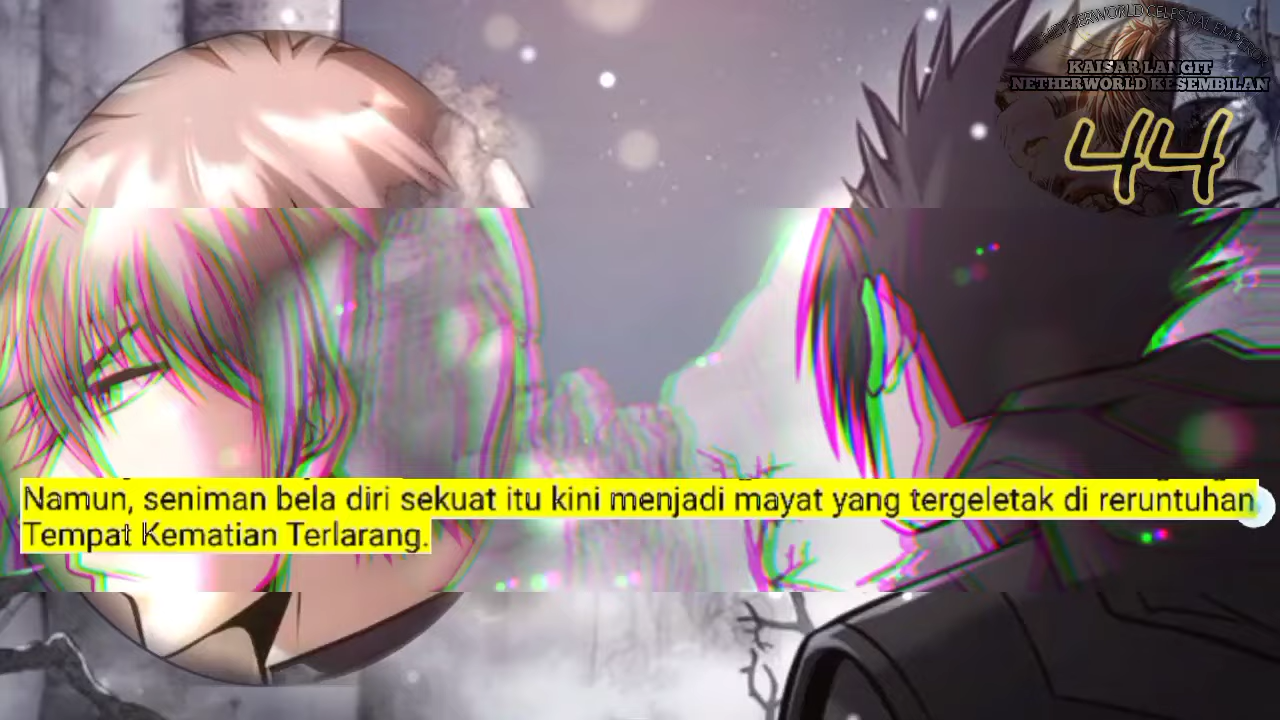 KAISAR LANGIT
NETHERWORLD KESEMBILAN
44
Namun, seniman bela diri sekuat itu kini menjadi mayat yang tergeletak di reruntuhan
Tempat Kematian Terlarang.